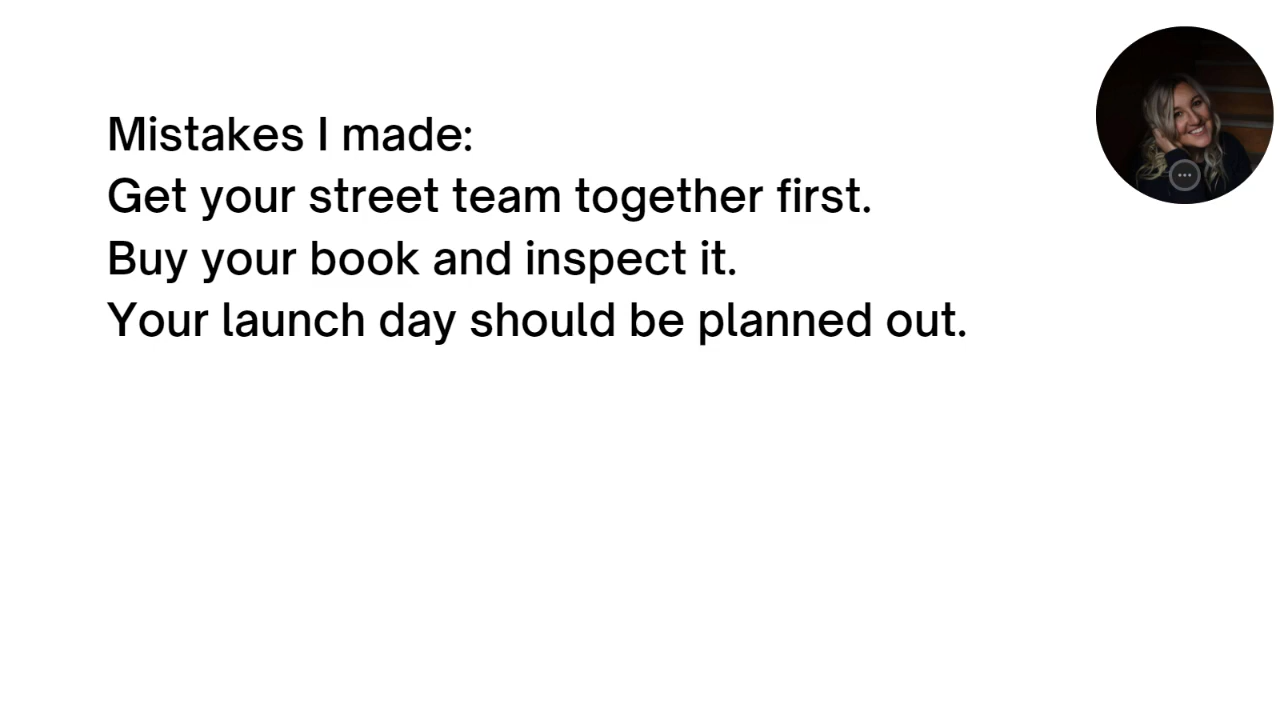 Mistakes I made:
Get your street team together first.
Buy your book and inspect it.
Your launch day should be planned out.